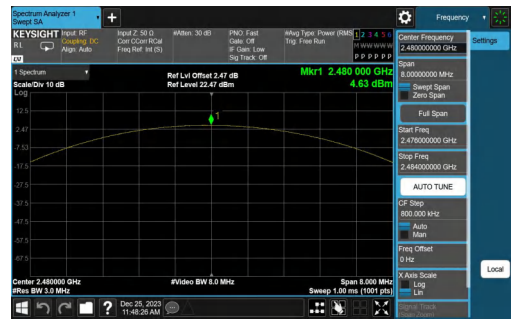 Spectrum Analyzer 1
Swept SA
Frequency
KEYSIGHT
RL
Input: RF
Coupling: DC
Align: Auto
Input Z: 50 Ω
Corr CCorr RCal
Freq Ref: Int (S)
#Atten: 30 dB
PNO: Fast
Gate: Off
IF Gain: Low
Sig Track: Off
#Avg Type: Power (RMS
Trig: Free Run
1 2 3 4 5 6
M W W W W W
P P P P P P
Center Frequency
2.480000000 GHz
Settings
Span
8.00000000 MHz
Swept Span
Zero Span
Full Span
Start Freq
2.476000000 GHz
Stop Freq
2.484000000 GHz
AUTO TUNE
CF Step
800.000 kHz
Auto
Man
Freq Offset
0 Hz
X Axis Scale
Log
Lin
Signal Track
Local
1 Spectrum
Scale/Div 10 dB
Log
Ref Lvl Offset 2.47 dB
Ref Level 22.47 dBm
Mkr1 2.480 000 GHz
4.63 dBm
1
12.5
2.47
-7.53
-17.5
-27.5
-37.5
-47.5
-57.5
-67.5
Center 2.480000 GHz
#Res BW 3.0 MHz
#Video BW 8.0 MHz
Span 8.000 MHz
Sweep 1.00 ms (1001 pts)
Dec 25, 2023
11:48:26 AM